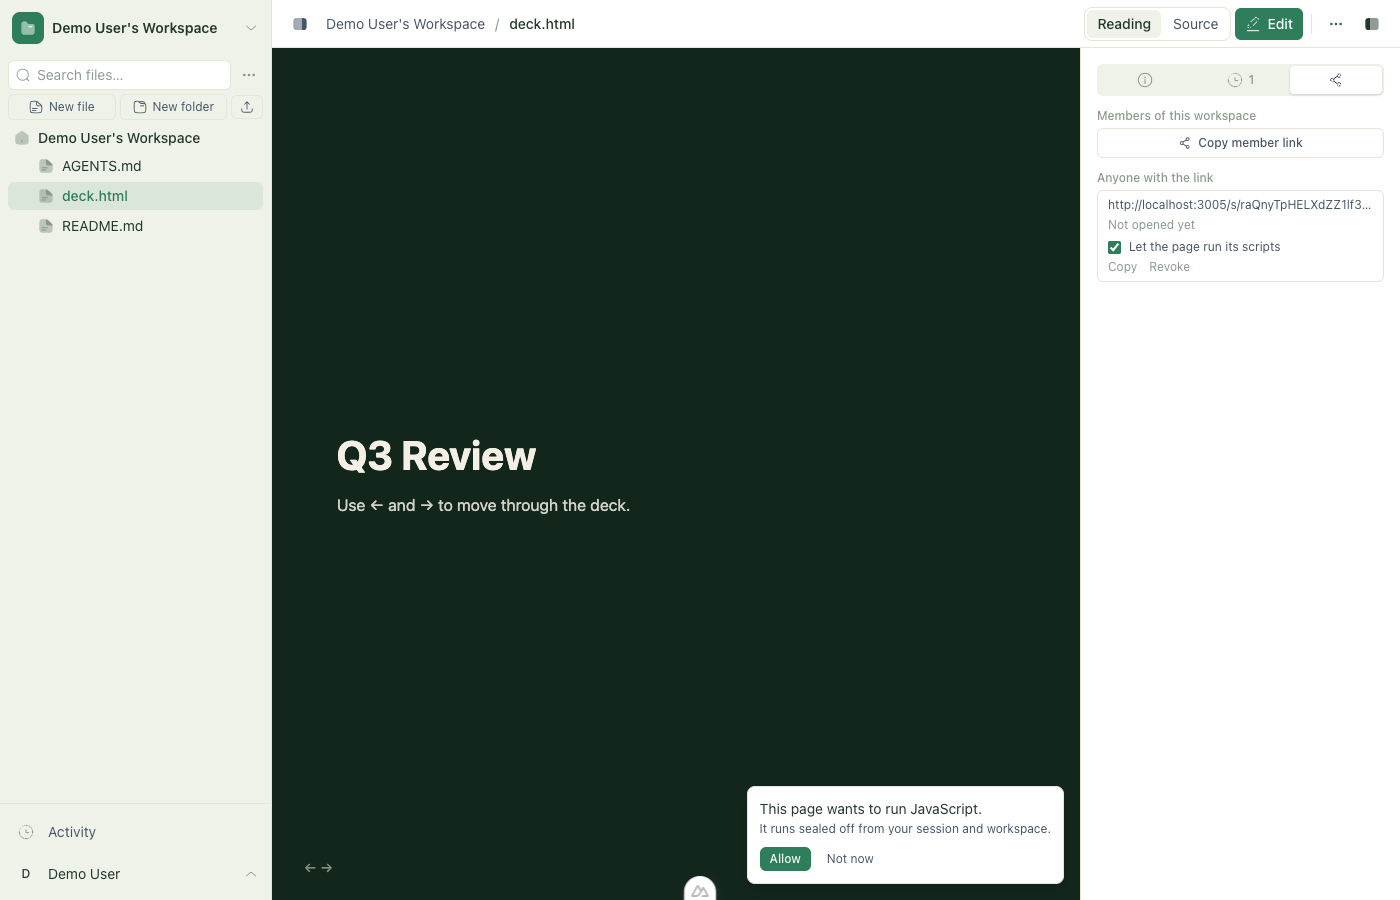 Demo User's Workspace
Search files...
New file
New folder
Demo User's Workspace
AGENTS.md
deck.html
README.md
Activity
D Demo User
Demo User's Workspace / deck.html
Reading
Source
Edit
Q3 Review
Use ← and → to move through the deck.
← →
This page wants to run JavaScript.
It runs sealed off from your session and workspace.
Allow
Not now
1
Members of this workspace
Copy member link
Anyone with the link
http://localhost:3005/s/raQnyTpHELXdZZ1lf3...
Not opened yet
Let the page run its scripts
Copy Revoke